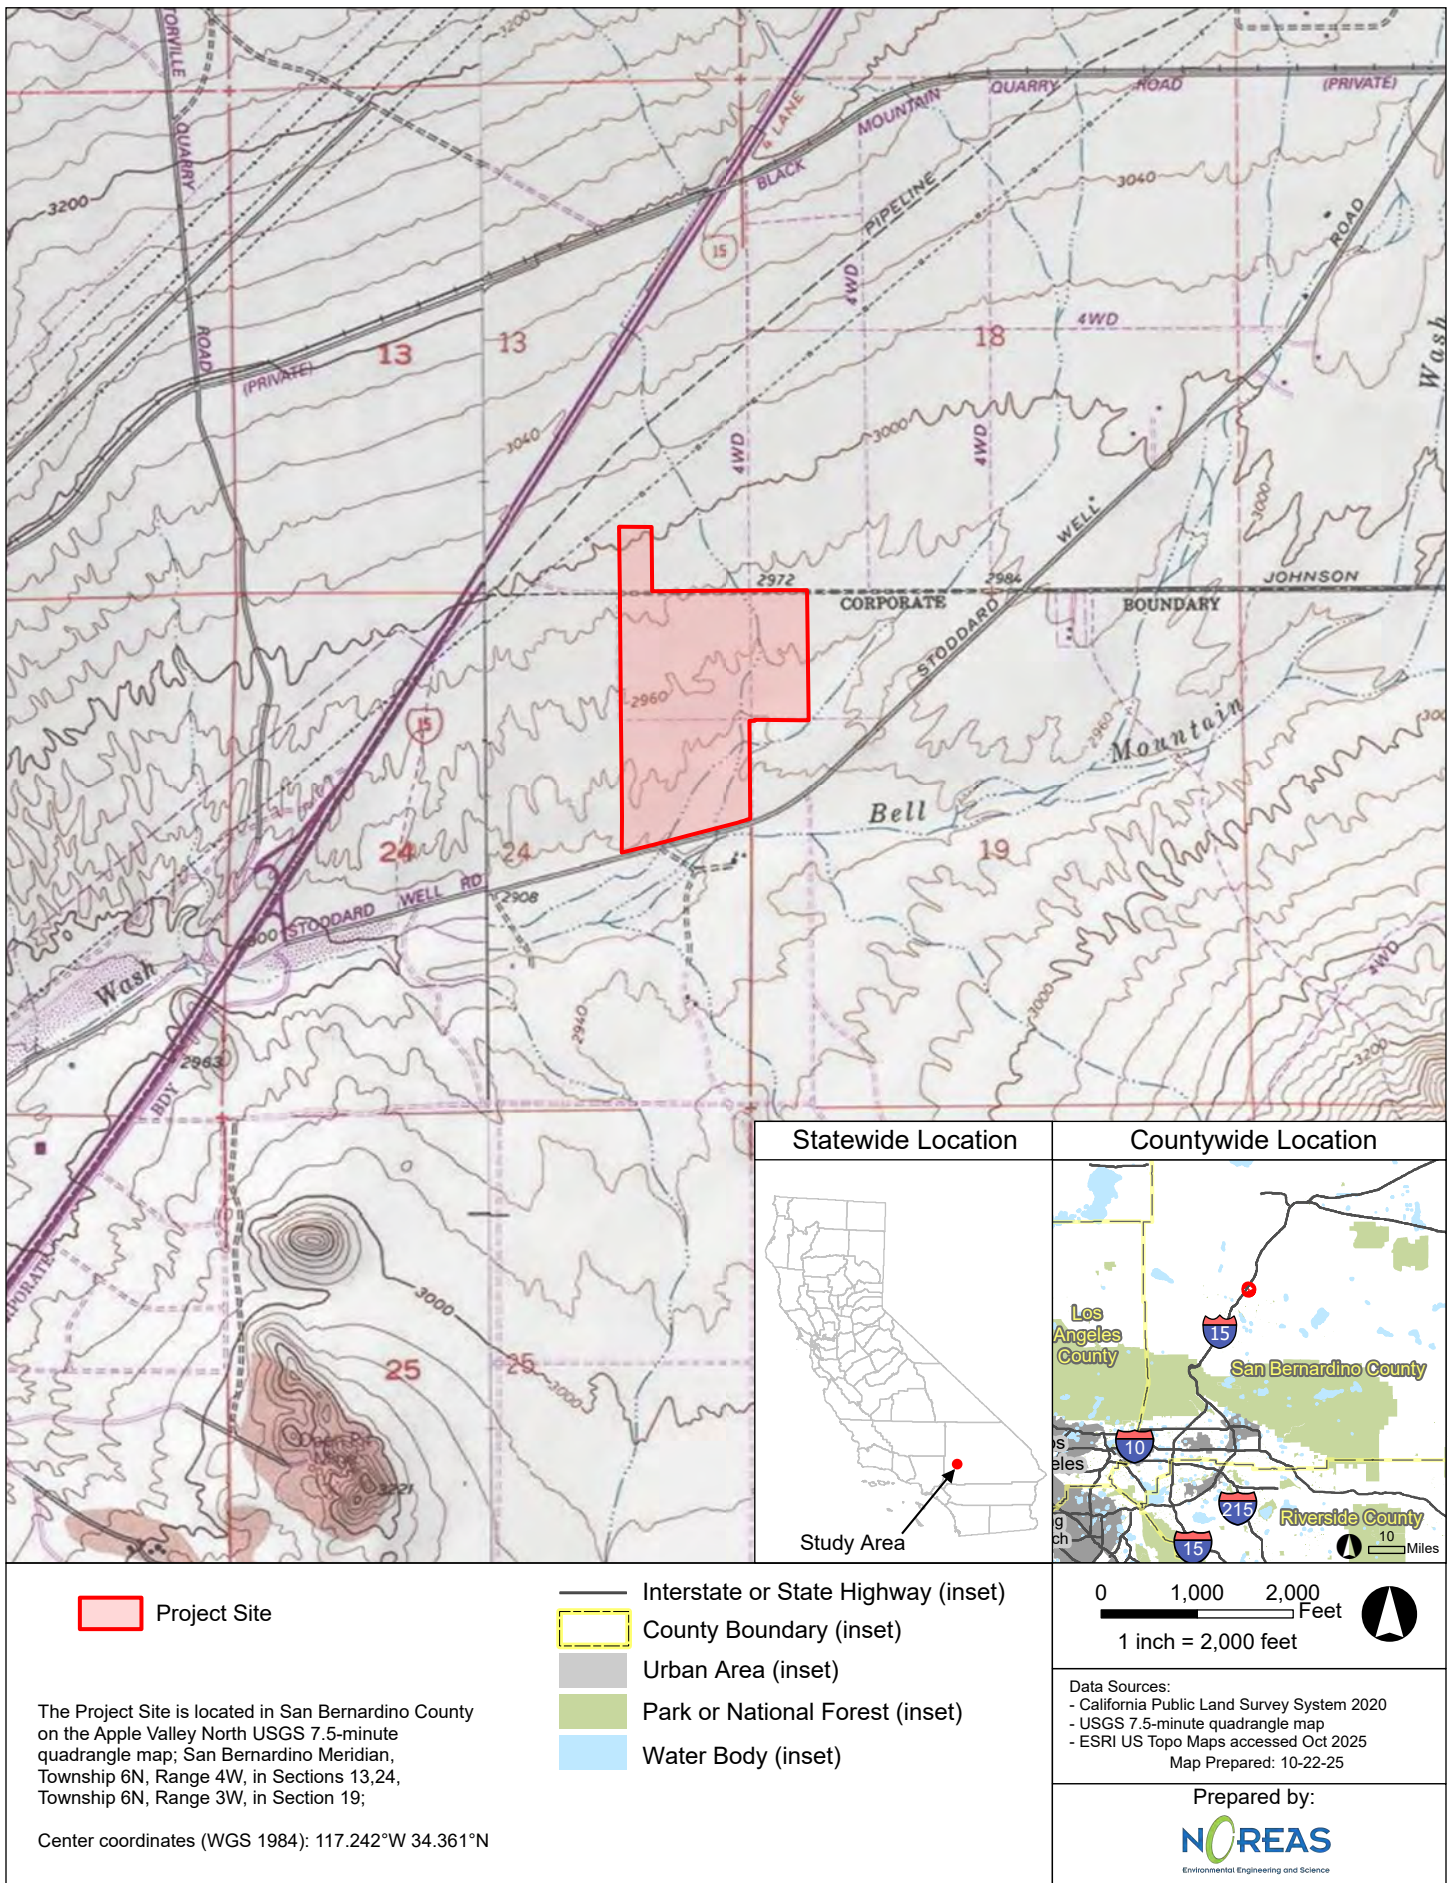 3200
QUARRY
ROAD
(PRIVATE)
4 LANE
MOUNTAIN
QUARRY
ROAD
(PRIVATE)
BLACK
3200
3040
PIPELINE
ROAD
15
4WD
4WD
ROAD
(PRIVATE)
13
13
18
Wash
3040
3000
4WD
4WD
3000
WELL
2972
2984
JOHNSON
CORPORATE
BOUNDARY
STODDARD
2960
15
2960
Mountain
Bell
24
24
19
STODDARD WELL RD
2908
4WD
Wash
2940
3000
2963
3200
BDY
3000
25
25
3000
3221
Statewide Location
Study Area
Countywide Location
Los
Angeles
County
15
San Bernardino County
10
215
Riverside County
15
10
Miles
Project Site
The Project Site is located in San Bernardino County
on the Apple Valley North USGS 7.5-minute
quadrangle map; San Bernardino Meridian,
Township 6N, Range 4W, in Sections 13,24,
Township 6N, Range 3W, in Section 19;
Center coordinates (WGS 1984): 117.242°W 34.361°N
Interstate or State Highway (inset)
County Boundary (inset)
Urban Area (inset)
Park or National Forest (inset)
Water Body (inset)
0 1,000 2,000
Feet
1 inch = 2,000 feet
Data Sources:
- California Public Land Survey System 2020
- USGS 7.5-minute quadrangle map
- ESRI US Topo Maps accessed Oct 2025
Map Prepared: 10-22-25
Prepared by:
NOREAS
Environmental Engineering and Science